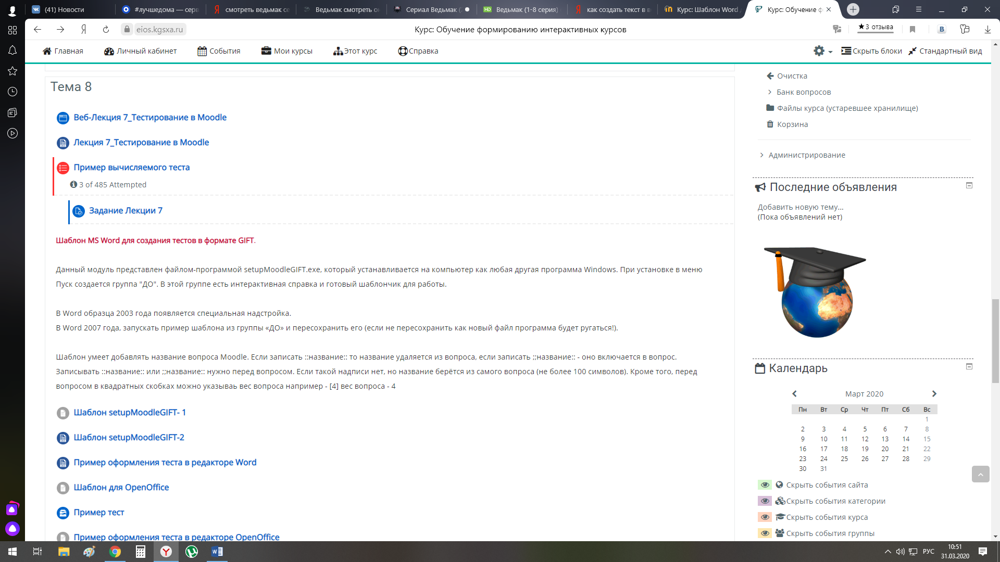 (41) Новости
#лучшедома — серв
смотреть ведьмак се
Ведьмак смотреть он
Сериал Ведьмак (
Ведьмак (1-8 серия)
как создать текст в в
Курс: Шаблон Word
Курс: Обучение ф
eios.kgsxa.ru
Курс: Обучение формированию интерактивных курсов
★3 отзыва
Главная
Личный кабинет
События
Мои курсы
Этот курс
Справка
Скрыть блоки
Стандартный вид
Тема 8
Веб-Лекция 7_Тестирование в Moodle
Лекция 7_Тестирование в Moodle
Пример вычисляемого теста
3 of 485 Attempted
Задание Лекции 7
Шаблон MS Word для создания тестов в формате GIFT.
Данный модуль представлен файлом-программой setupMoodleGIFT.exe, который устанавливается на компьютер как любая другая программа Windows. При установке в меню
Пуск создается группа "ДО". В этой группе есть интерактивная справка и готовый шаблончик для работы.
В Word образца 2003 года появляется специальная надстройка.
В Word 2007 года, запускать пример шаблона из группы «ДО» и пересохранить его (если не пересохранить как новый файл программа будет ругаться!).
Шаблон умеет добавлять название вопроса Moodle. Если записать ::название:: то название удаляется из вопроса, если записать ;;название:: - оно включается в вопрос.
Записывать ::название:: или ;;название:: нужно перед вопросом. Если такой надписи нет, но название берётся из самого вопроса (не более 100 символов). Кроме того, перед
вопросом в квадратных скобках можно указываь вес вопроса например - [4] вес вопроса - 4
Шаблон setupMoodleGIFT- 1
Шаблон setupMoodleGIFT-2
Пример оформления теста в редакторе Word
Шаблон для OpenOffice
Пример тест
Пример оформления теста в редакторе OpenOffice
Очистка
Банк вопросов
Файлы курса (устаревшее хранилище)
Корзина
Администрирование
Последние объявления
Добавить новую тему...
(Пока объявлений нет)
Календарь
Март 2020
Пн Вт Ср Чт Пт Сб Вс
1
2 3 4 5 6 7 8
9 10 11 12 13 14 15
16 17 18 19 20 21 22
23 24 25 26 27 28 29
30 31
Скрыть события сайта
Скрыть события категории
Скрыть события курса
Скрыть события группы
РУС
10:51
31.03.2020